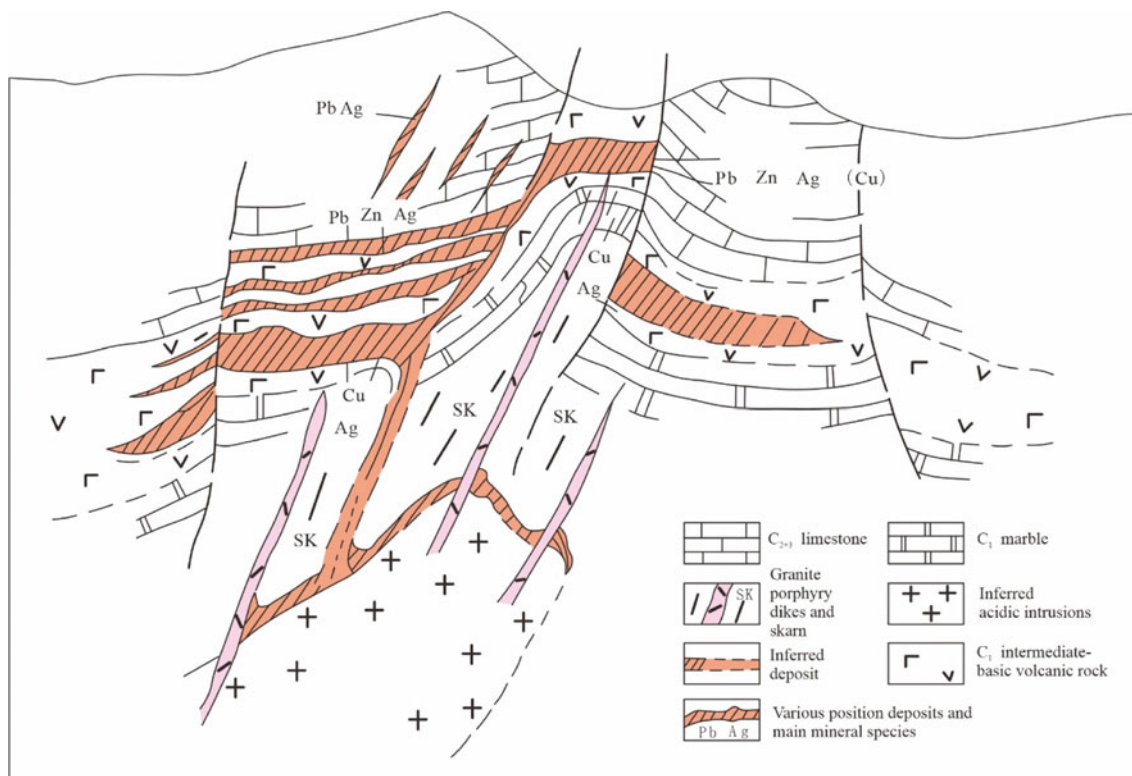 Pb Ag
Pb Zn Ag (Cu)
Pb Zn Ag
Cu
Ag
Cu
Ag
SK
SK
SK
C₂₊₃ limestone
C₁ marble
SK
Granite
porphyry
dikes and
skarn
Inferred
acidic intrusions
Inferred
deposit
C₁ intermediate-
basic volcanic rock
Pb Ag
Various position deposits and
main mineral species